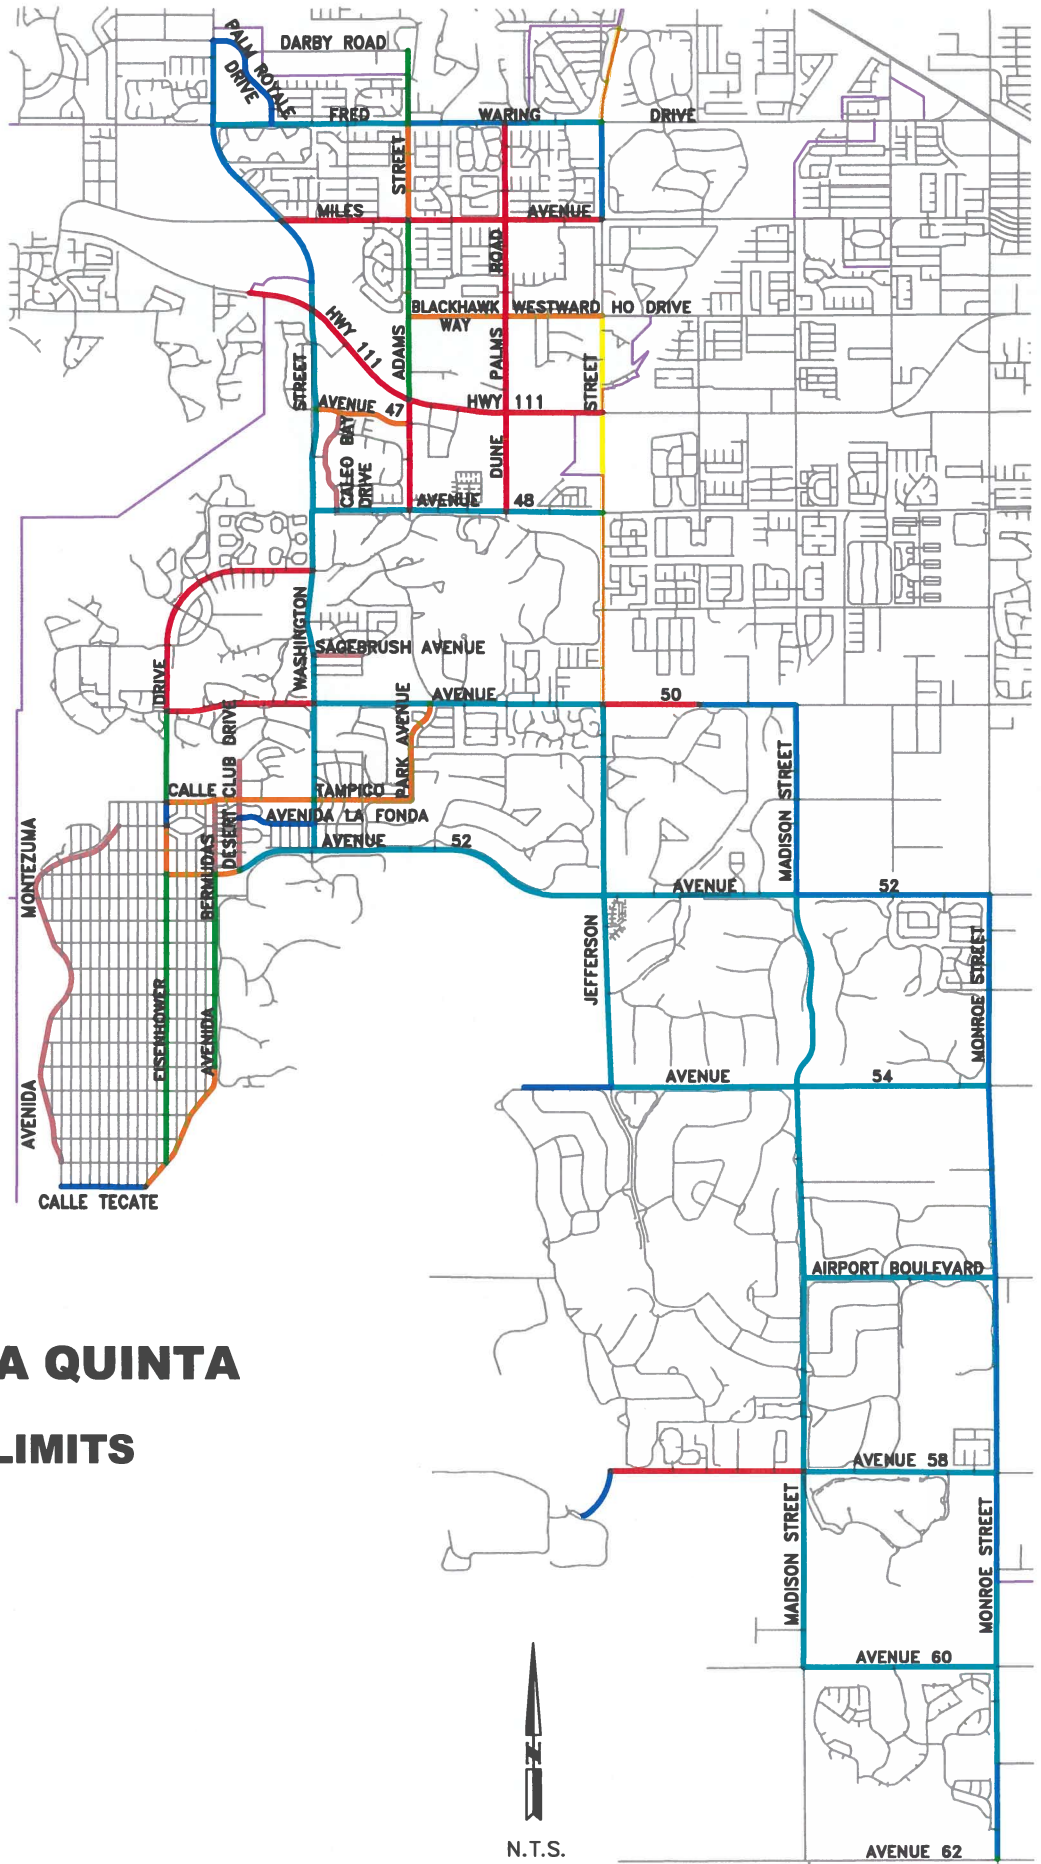 PALM ROYALE
DRIVE
DARBY ROAD
FRED WARING DRIVE
STREET
MILES AVENUE
ROAD
BLACKHAWK WESTWARD HO DRIVE
WAY
HWY 111
ADAMS
PALMS
STREET
STREET
AVENUE 47
HWY 111
CALEO BAY
DRIVE
DUNE
AVENUE 48
WASHINGTON
SAGEBRUSH AVENUE
DRIVE
AVENUE 50
DESERT CLUB DRIVE
PARK AVENUE
MADISON STREET
CALLE TAMPICO
AVENIDA LA FONDA
MONTEZUMA
BERMUDAS
AVENUE 52
AVENUE 52
JEFFERSON
MONROE STREET
EISENHOWER
AVENIDA
AVENUE 54
AVENIDA
CALLE TECATE
AIRPORT BOULEVARD
A QUINTA
LIMITS
AVENUE 58
MADISON STREET
MONROE STREET
AVENUE 60
N
N.T.S.
AVENUE 62